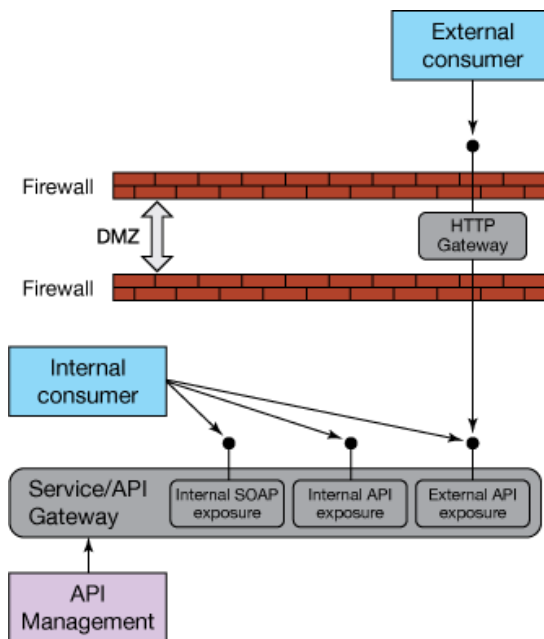 External
consumer
Firewall
DMZ
HTTP
Gateway
Firewall
Internal
consumer
Service/API
Gateway
Internal SOAP
exposure
Internal API
exposure
External API
exposure
API
Management